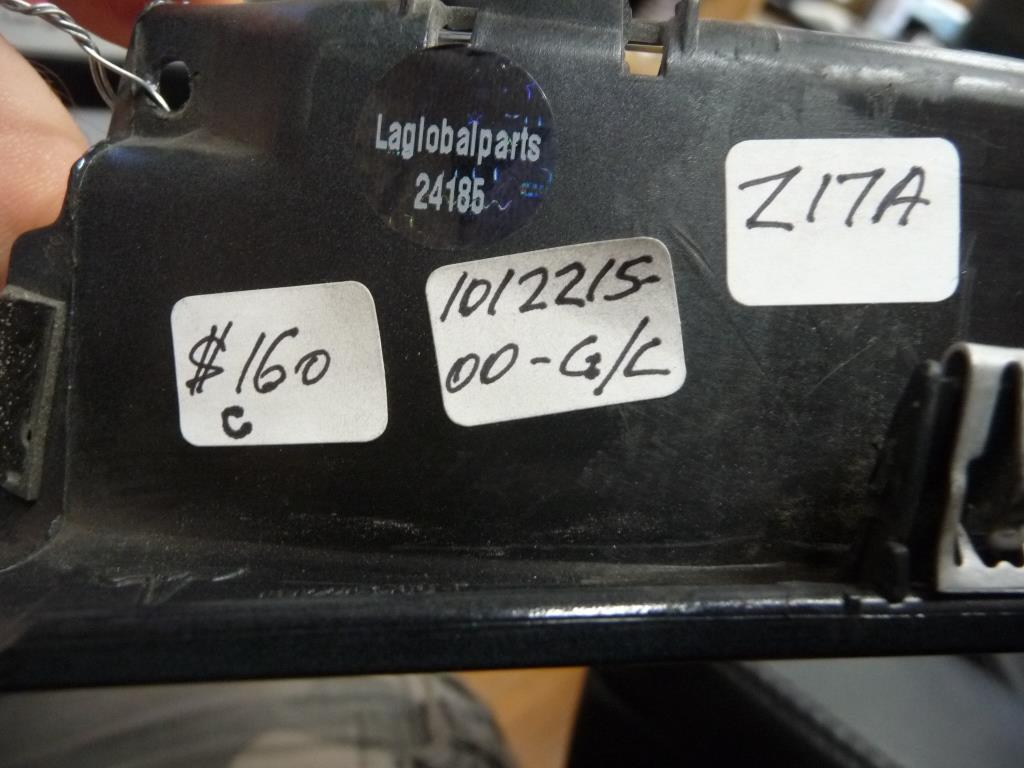 Laglobalparts
24185
Z17A
1012215-
00-G/C
$160
C